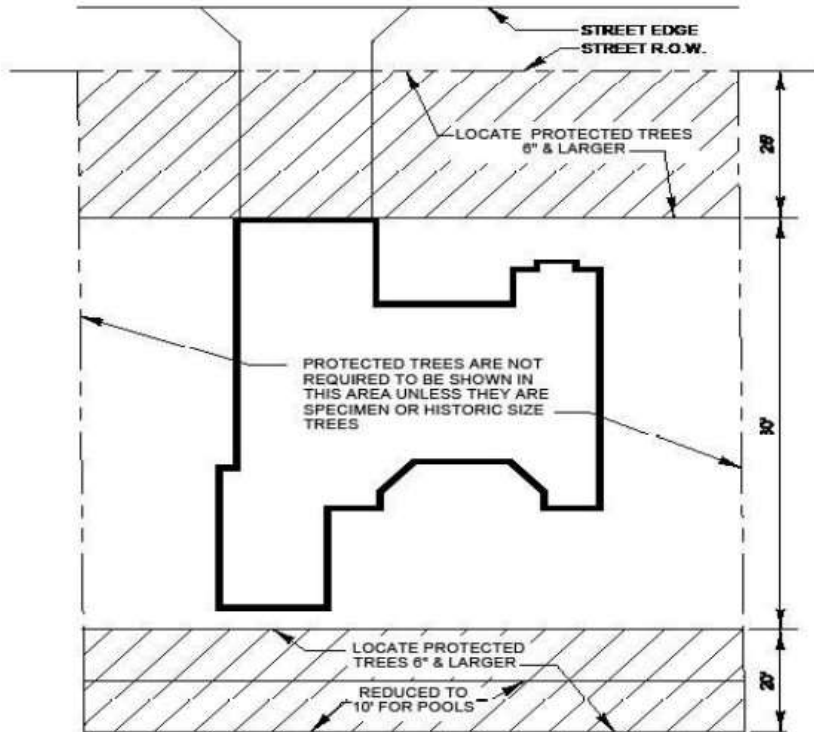 STREET EDGE
STREET R.O.W.
LOCATE PROTECTED TREES
6" & LARGER
PROTECTED TREES ARE NOT
REQUIRED TO BE SHOWN IN
THIS AREA UNLESS THEY ARE
SPECIMEN OR HISTORIC SIZE
TREES
LOCATE PROTECTED
TREES 6" & LARGER
20'
REDUCED TO
10' FOR POOLS